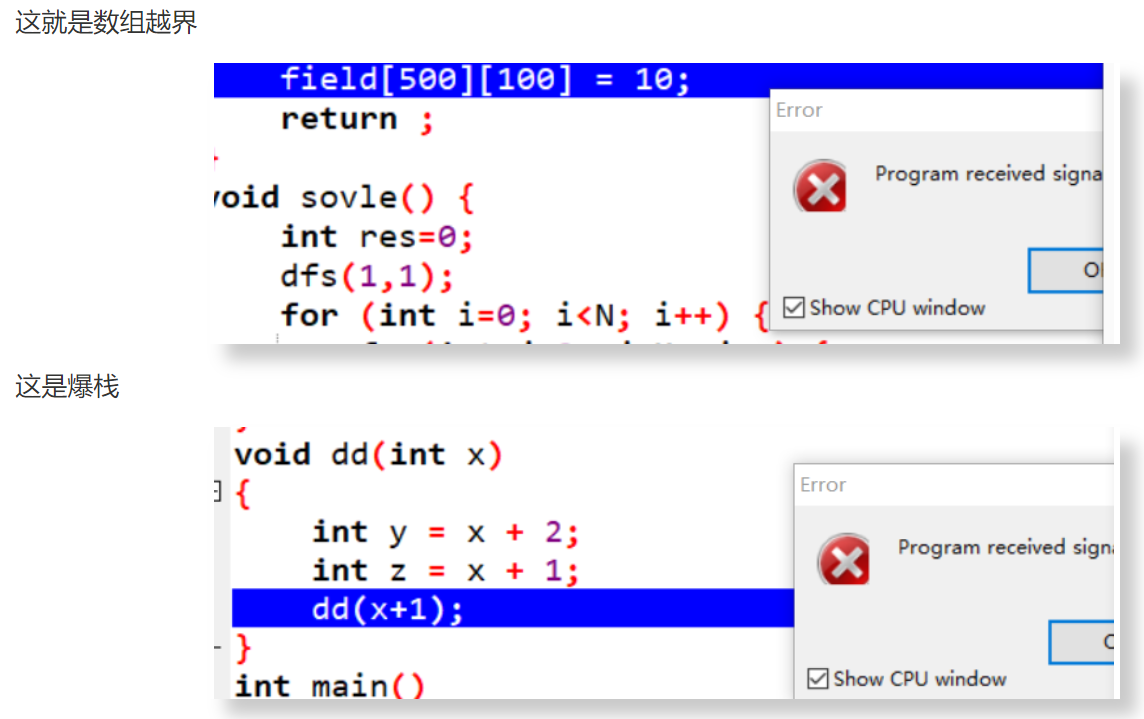 这就是数组越界
field[500][100] = 10;
return ;
Error
Program received signa
}
void sovle() {
int res=0;
dfs(1,1);
for (int i=0; i<N; i++) {
Show CPU window
这是爆栈
void dd(int x)
{
Error
int y = x + 2;
Program received sign
int z = x + 1;
dd(x+1);
}
int main()
Show CPU window